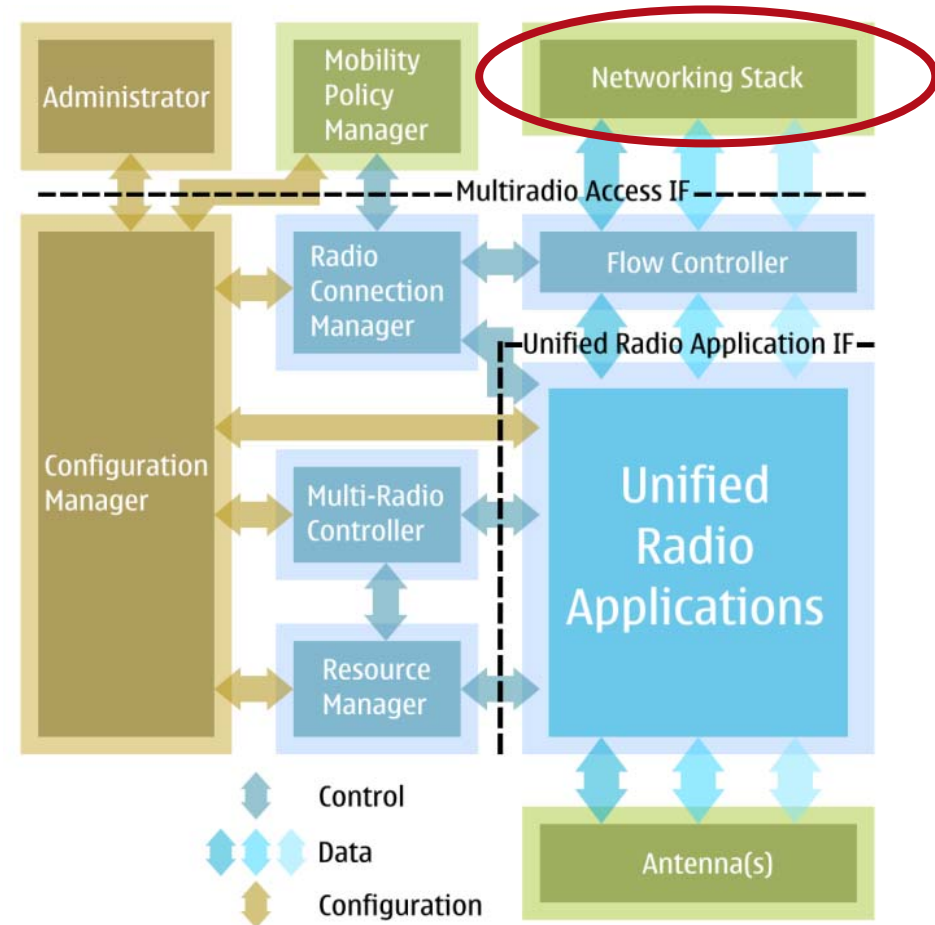 Administrator
Mobility
Policy
Manager
Networking Stack
Multiradio Access IF
Radio
Connection
Manager
Flow Controller
Unified Radio Application IF
Configuration
Manager
Multi-Radio
Controller
Unified
Radio
Applications
Resource
Manager
Control
Data
Configuration
Antenna(s)